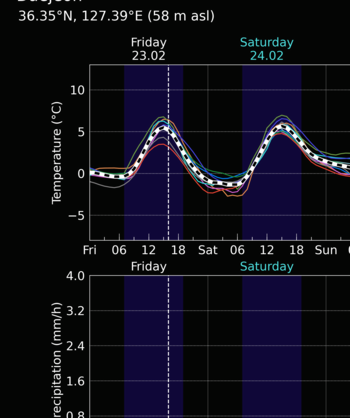 36.35°N, 127.39°E (58 m asl)
Friday Saturday
23.02 24.02
Temperature (°C)
10
5
0
−5
Fri 06 12 18 Sat 06 12 18 Sun
Friday Saturday
recipitation (mm/h)
4.0
3.2
2.4
1.6
0.8